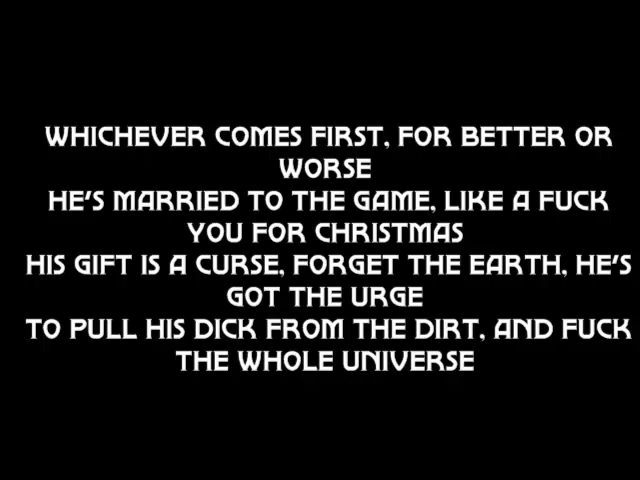 WHICHEVER COMES FIRST, FOR BETTER OR
WORSE
HE'S MARRIED TO THE GAME, LIKE A FUCK
YOU FOR CHRISTMAS
HIS GIFT IS A CURSE, FORGET THE EARTH, HE'S
GOT THE URGE
TO PULL HIS DICK FROM THE DIRT, AND FUCK
THE WHOLE UNIVERSE